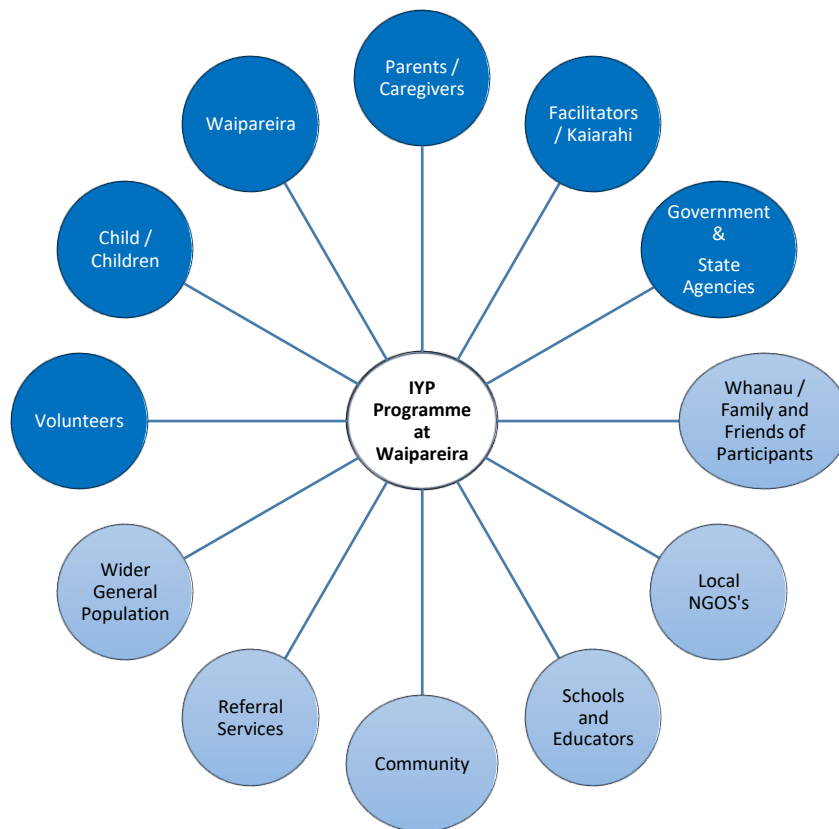 Parents /
Caregivers
Facilitators
/ Kaiarahi
Government
&
State
Agencies
Whanau /
Family and
Friends of
Participants
Local
NGOS's
Schools
and
Educators
Community
Referral
Services
Wider
General
Population
Volunteers
Child /
Children
Waipareira
IYP
Programme
at
Waipareira